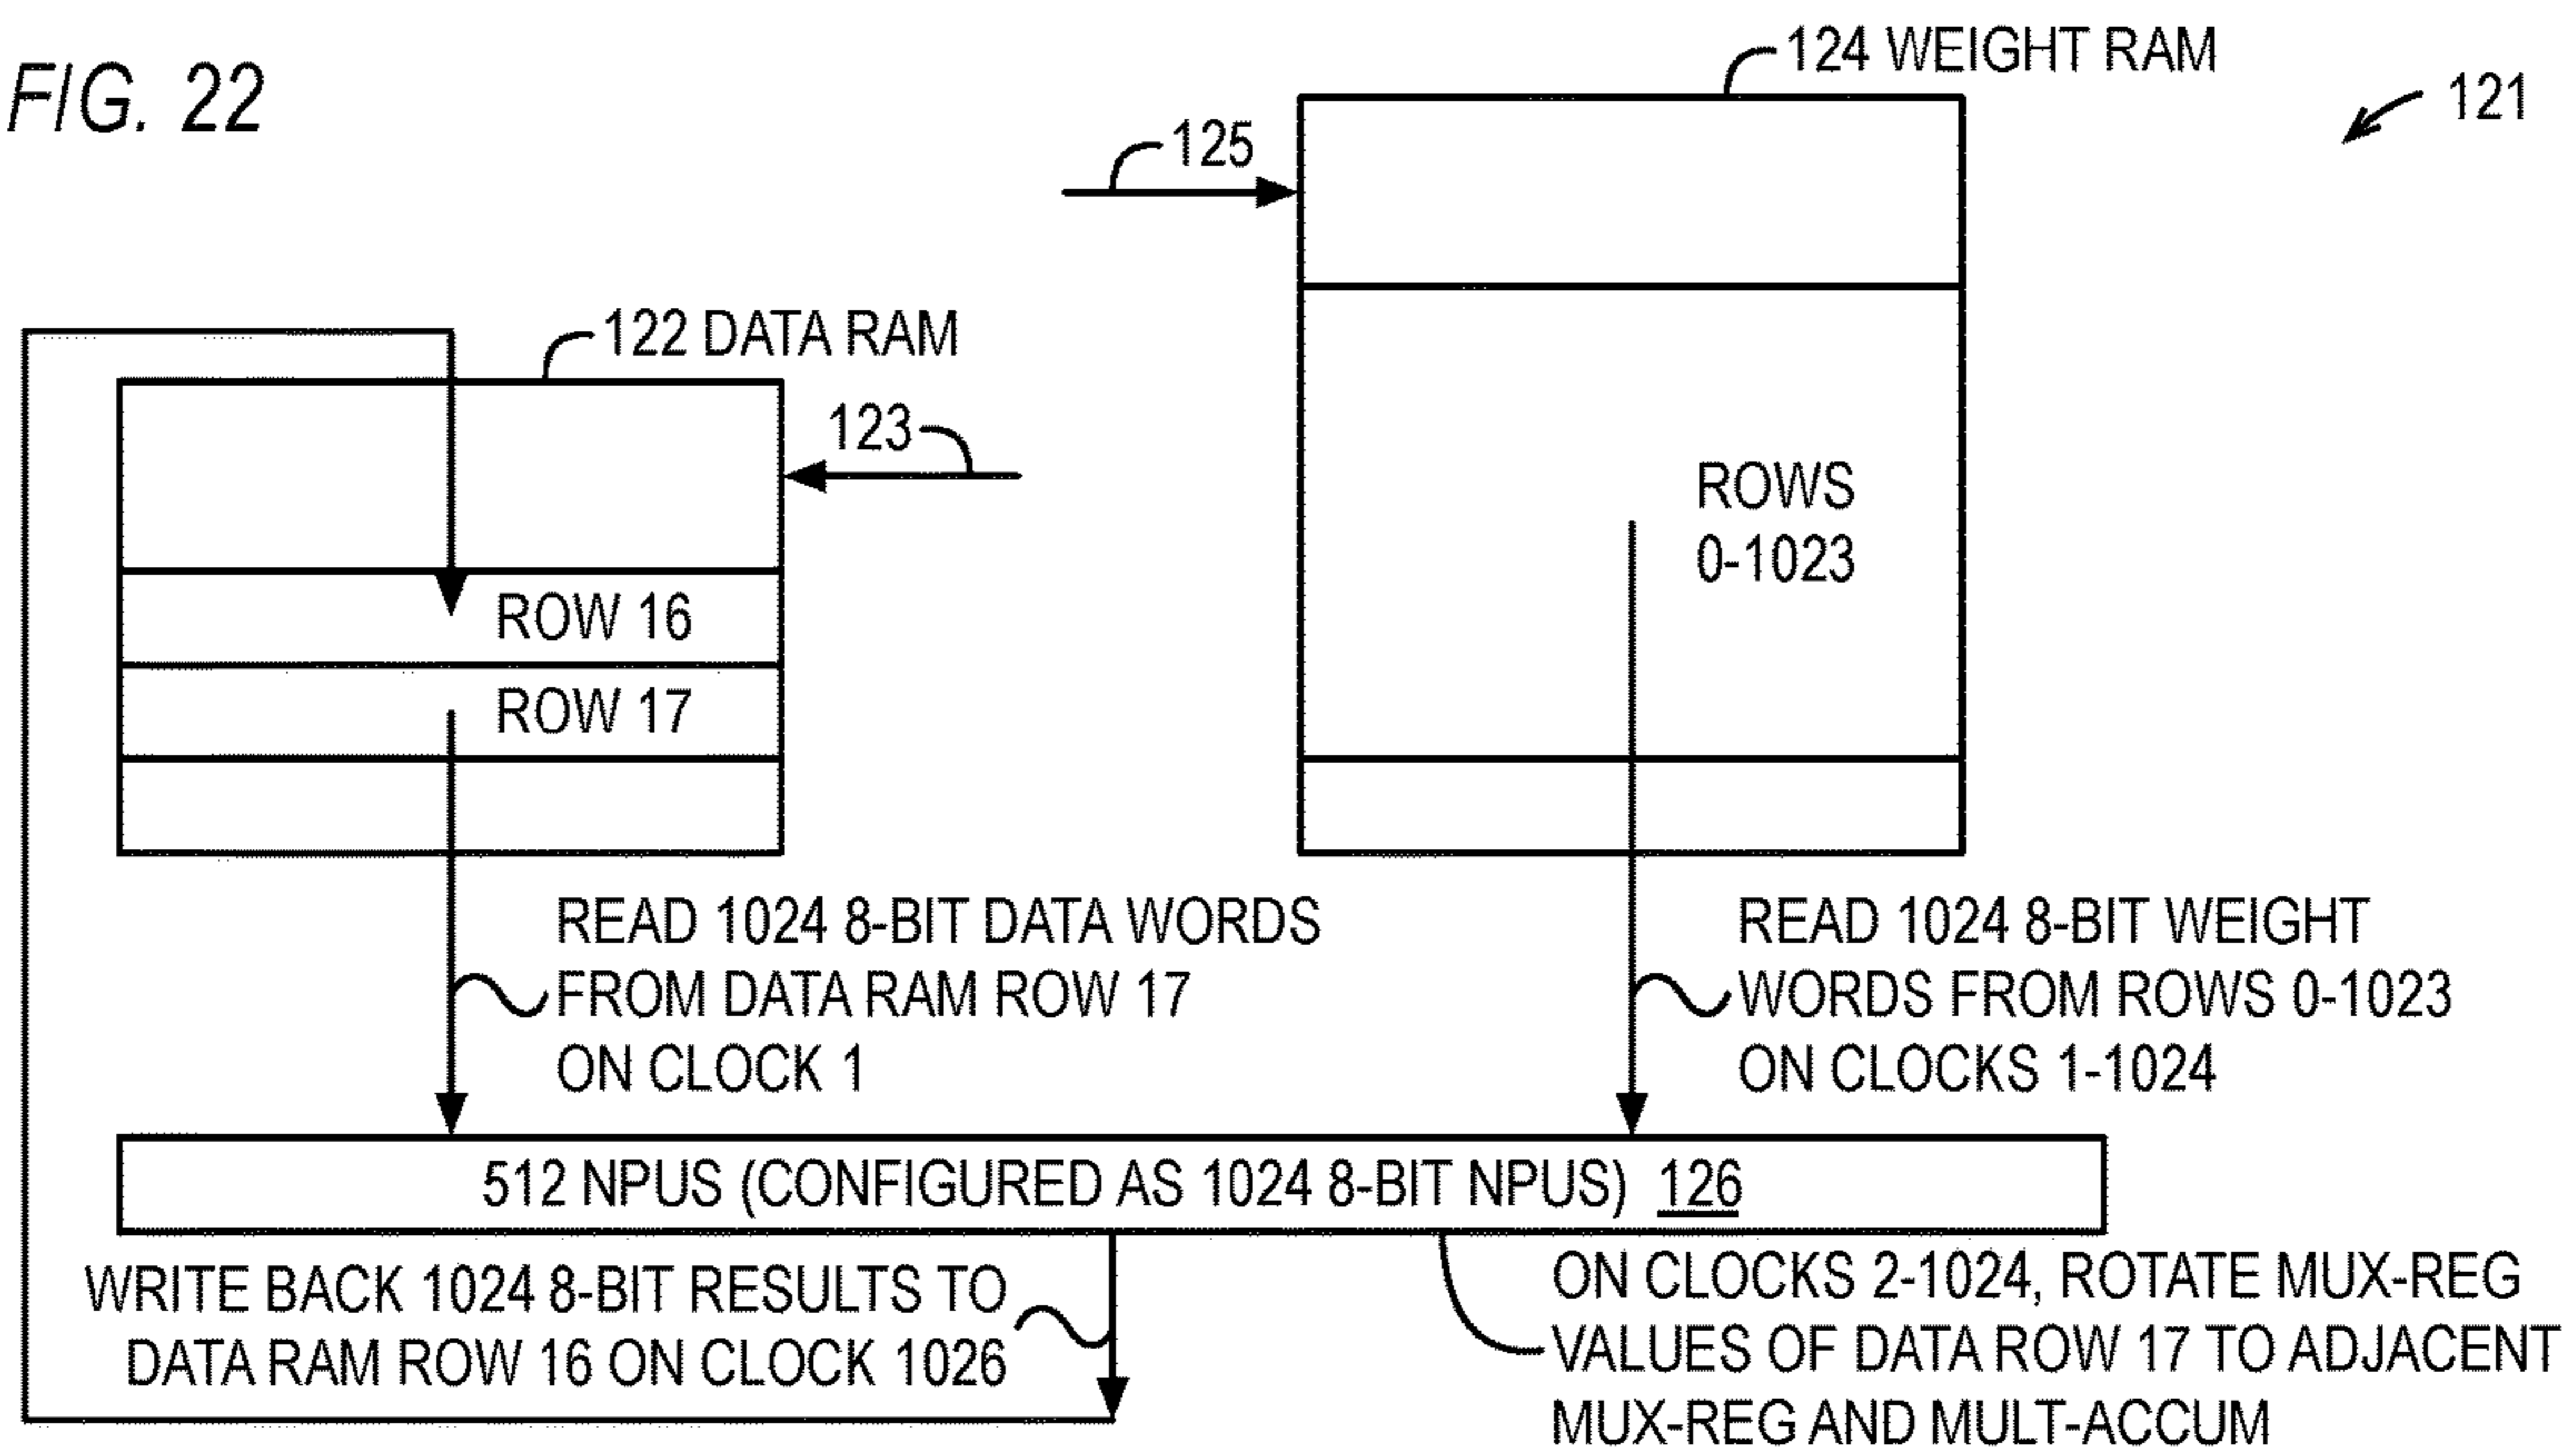 FIG. 22
124 WEIGHT RAM
121
125
122 DATA RAM
123
ROWS
0-1023
ROW 16
ROW 17
READ 1024 8-BIT DATA WORDS
FROM DATA RAM ROW 17
ON CLOCK 1
READ 1024 8-BIT WEIGHT
WORDS FROM ROWS 0-1023
ON CLOCKS 1-1024
512 NPUS (CONFIGURED AS 1024 8-BIT NPUS) 126
WRITE BACK 1024 8-BIT RESULTS TO
DATA RAM ROW 16 ON CLOCK 1026
ON CLOCKS 2-1024, ROTATE MUX-REG
VALUES OF DATA ROW 17 TO ADJACENT
MUX-REG AND MULT-ACCUM